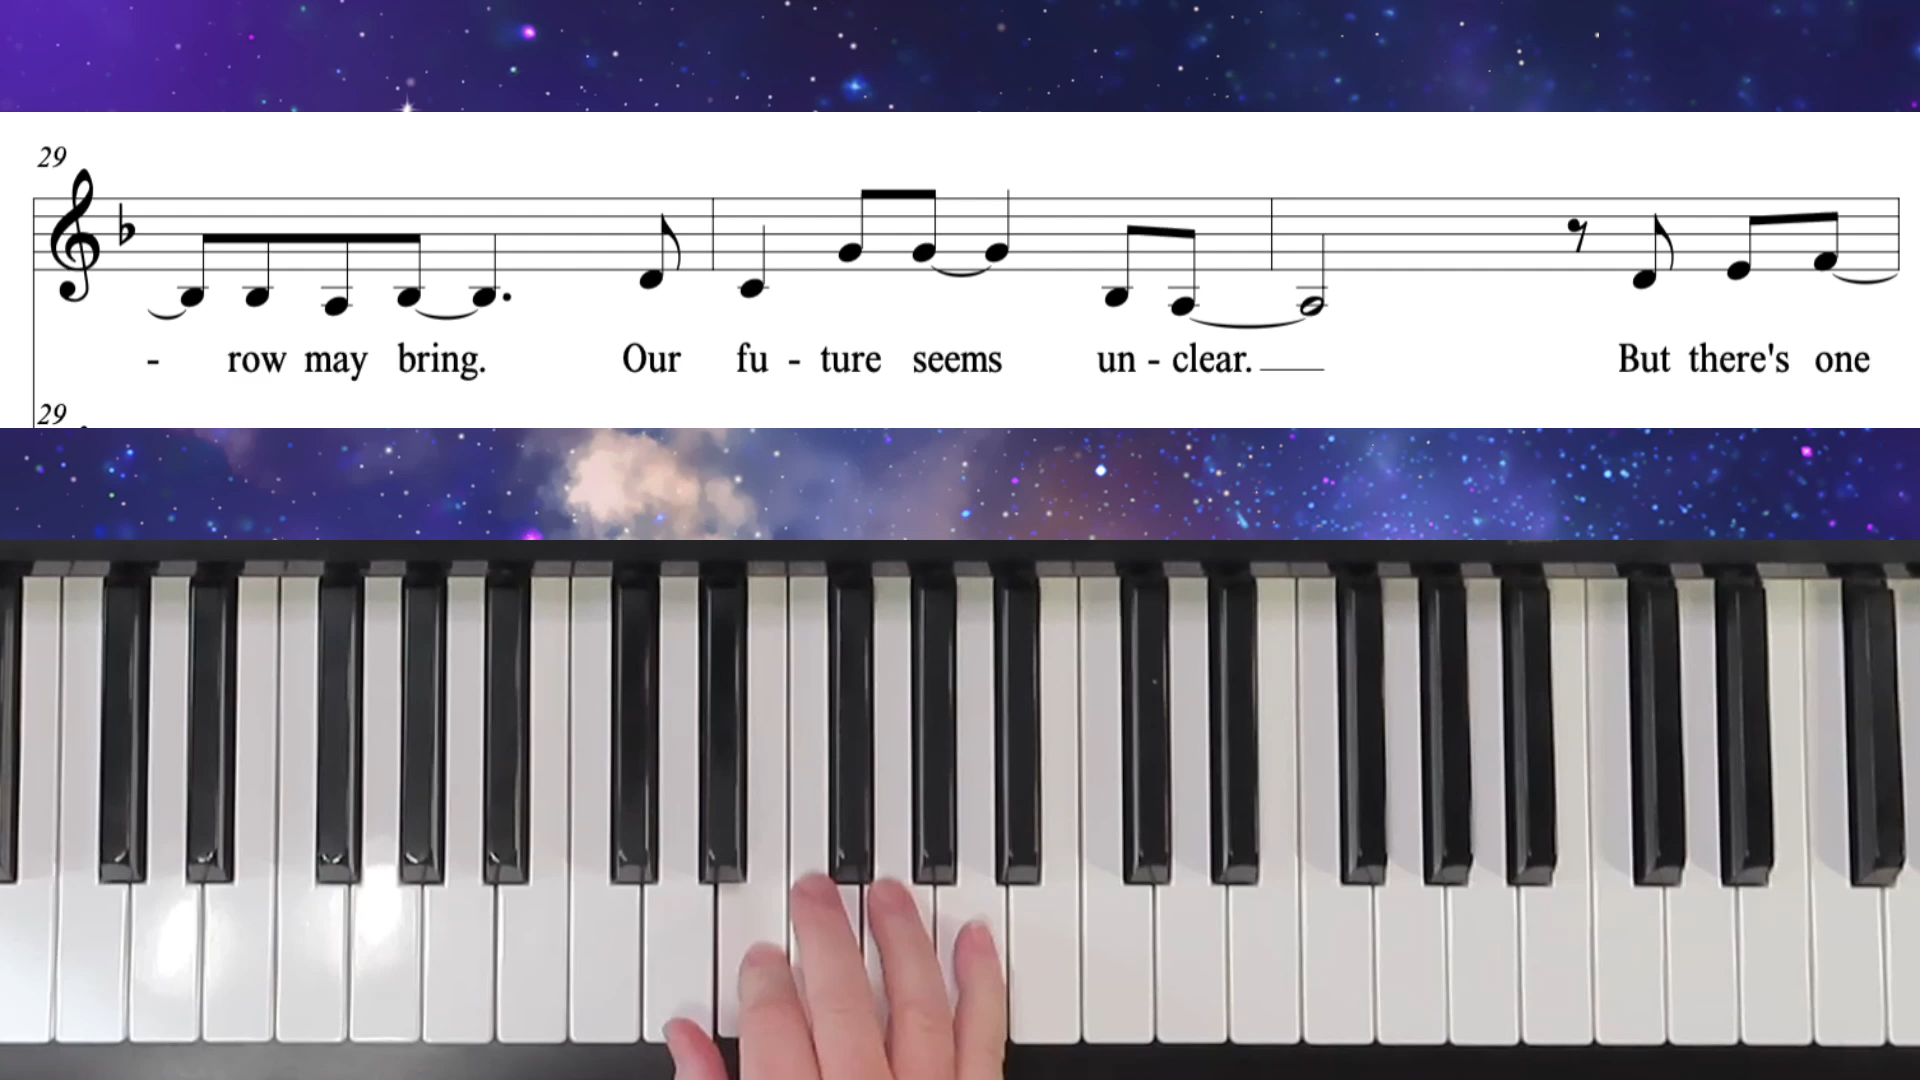 29
- row may bring. Our fu - ture seems un - clear. But there's one
29